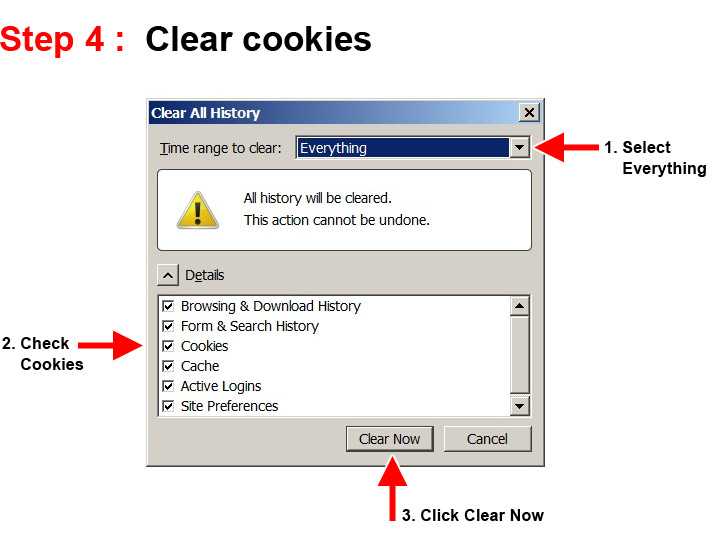 Step 4 : Clear cookies
Clear All History
Time range to clear: Everything
1. Select
Everything
All history will be cleared.
This action cannot be undone.
Details
Browsing & Download History
Form & Search History
2. Check
Cookies
Cookies
Cache
Active Logins
Site Preferences
Clear Now Cancel
3. Click Clear Now